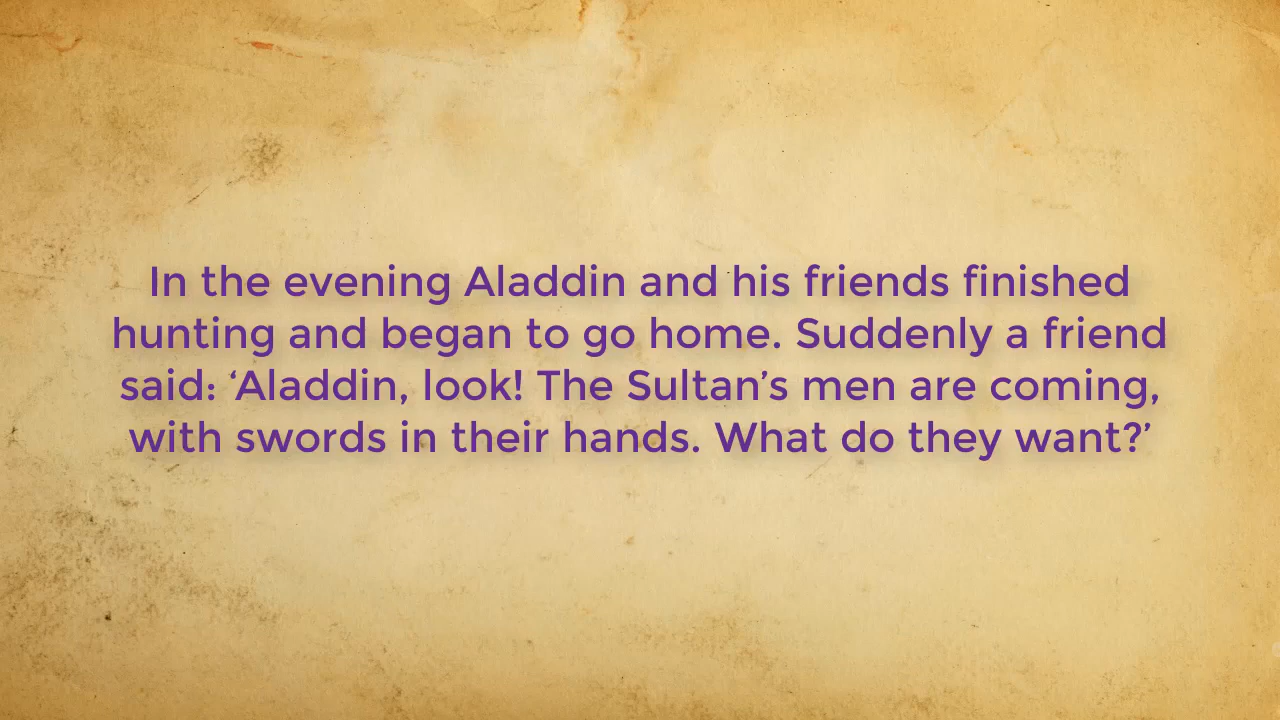 In the evening Aladdin and his friends finished
hunting and began to go home. Suddenly a friend
said: ‘Aladdin, look! The Sultan’s men are coming,
with swords in their hands. What do they want?’